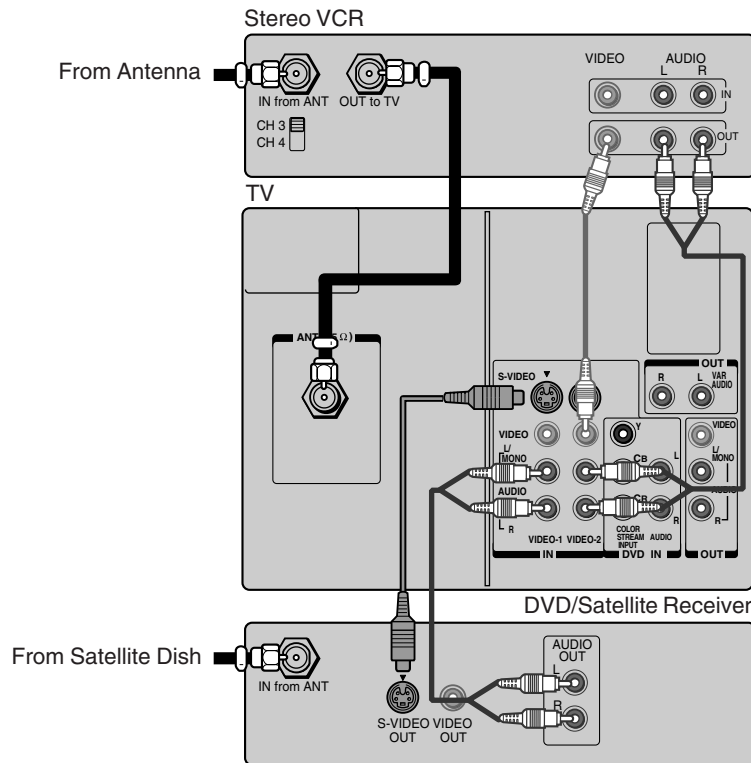 Stereo VCR
From Antenna
IN from ANT
OUT to TV
CH 3
CH 4
VIDEO
AUDIO
L
R
IN
OUT
TV
Ω)
S-VIDEO
VIDEO
L/
MONO
AUDIO
L
R
VIDEO-1
VIDEO-2
IN
Y
CB
CR
L
R
COLOR
STREAM
INPUT
AUDIO
DVD IN
OUT
R
L
VAR
AUDIO
VIDEO
L/
MONO
R
OUT
DVD/Satellite Receiver
From Satellite Dish
IN from ANT
S-VIDEO
OUT
VIDEO
OUT
AUDIO
OUT
L
R